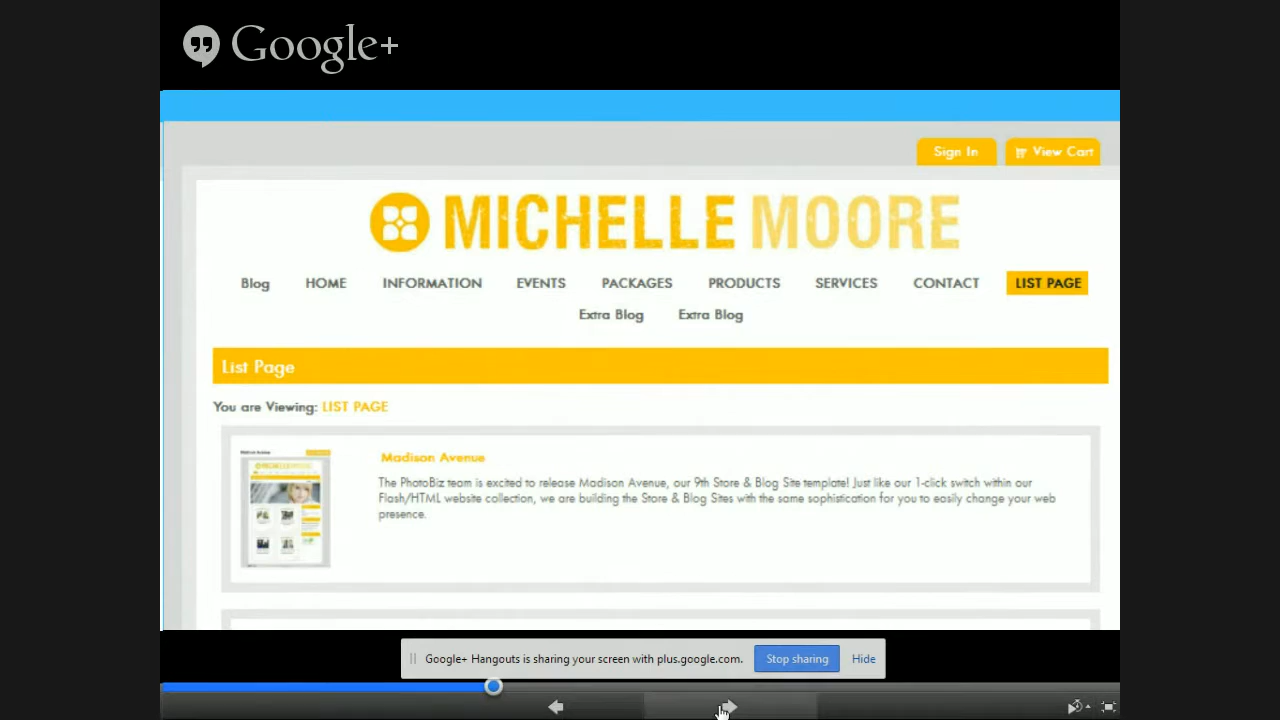 Google+
Sign In
View Cart
MICHELLE MOORE
Blog HOME INFORMATION EVENTS PACKAGES PRODUCTS SERVICES CONTACT LIST PAGE
Extra Blog Extra Blog
List Page
You are Viewing: LIST PAGE
Madison Avenue
The PhotoBiz team is excited to release Madison Avenue, our 9th Store & Blog Site template! Just like our 1-click switch within our
Flash/HTML website collection, we are building the Store & Blog Sites with the same sophistication for you to easily change your web
presence.
Google+ Hangouts is sharing your screen with plus.google.com. Stop sharing Hide